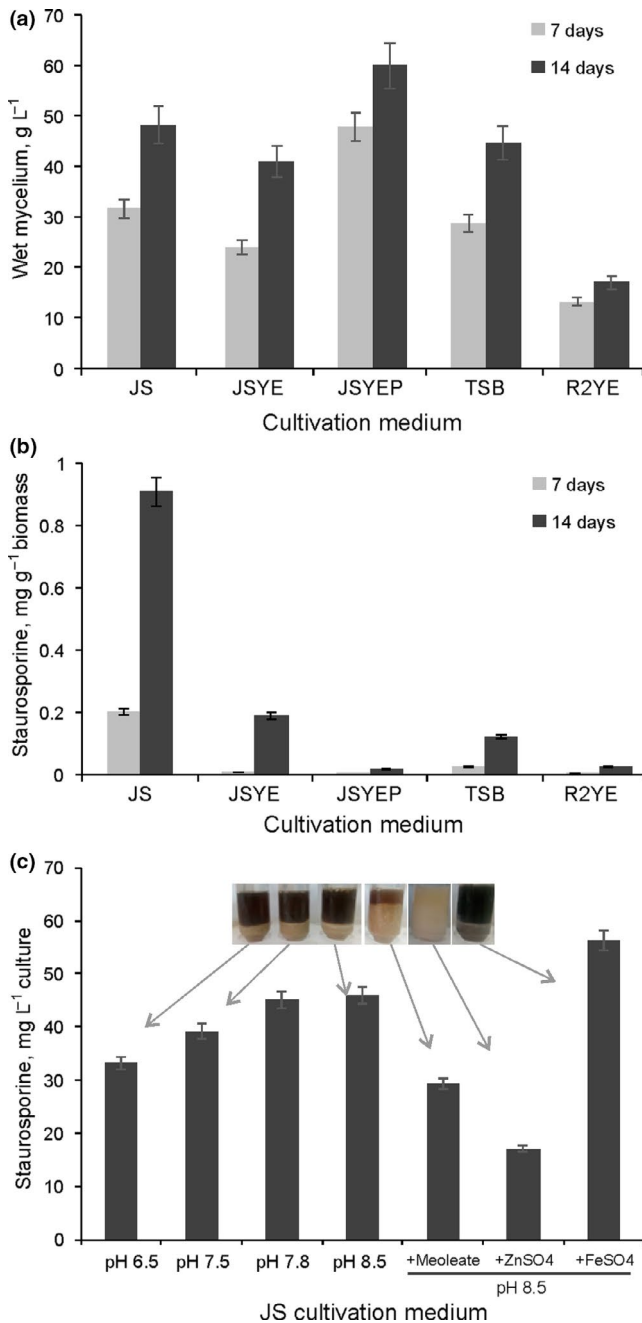 (a)
70
60
50
40
30
20
10
0
Wet mycelium, g L⁻¹
7 days
14 days
JS JSYE JSYEP TSB R2YE
Cultivation medium
(b)
1
0.8
0.6
0.4
0.2
0
Staurosporine, mg g⁻¹ biomass
7 days
14 days
JS JSYE JSYEP TSB R2YE
Cultivation medium
(c)
70
60
50
40
30
20
10
0
Staurosporine, mg L⁻¹ culture
pH 6.5 pH 7.5 pH 7.8 pH 8.5 +Meoleate +ZnSO4 +FeSO4
pH 8.5
JS cultivation medium